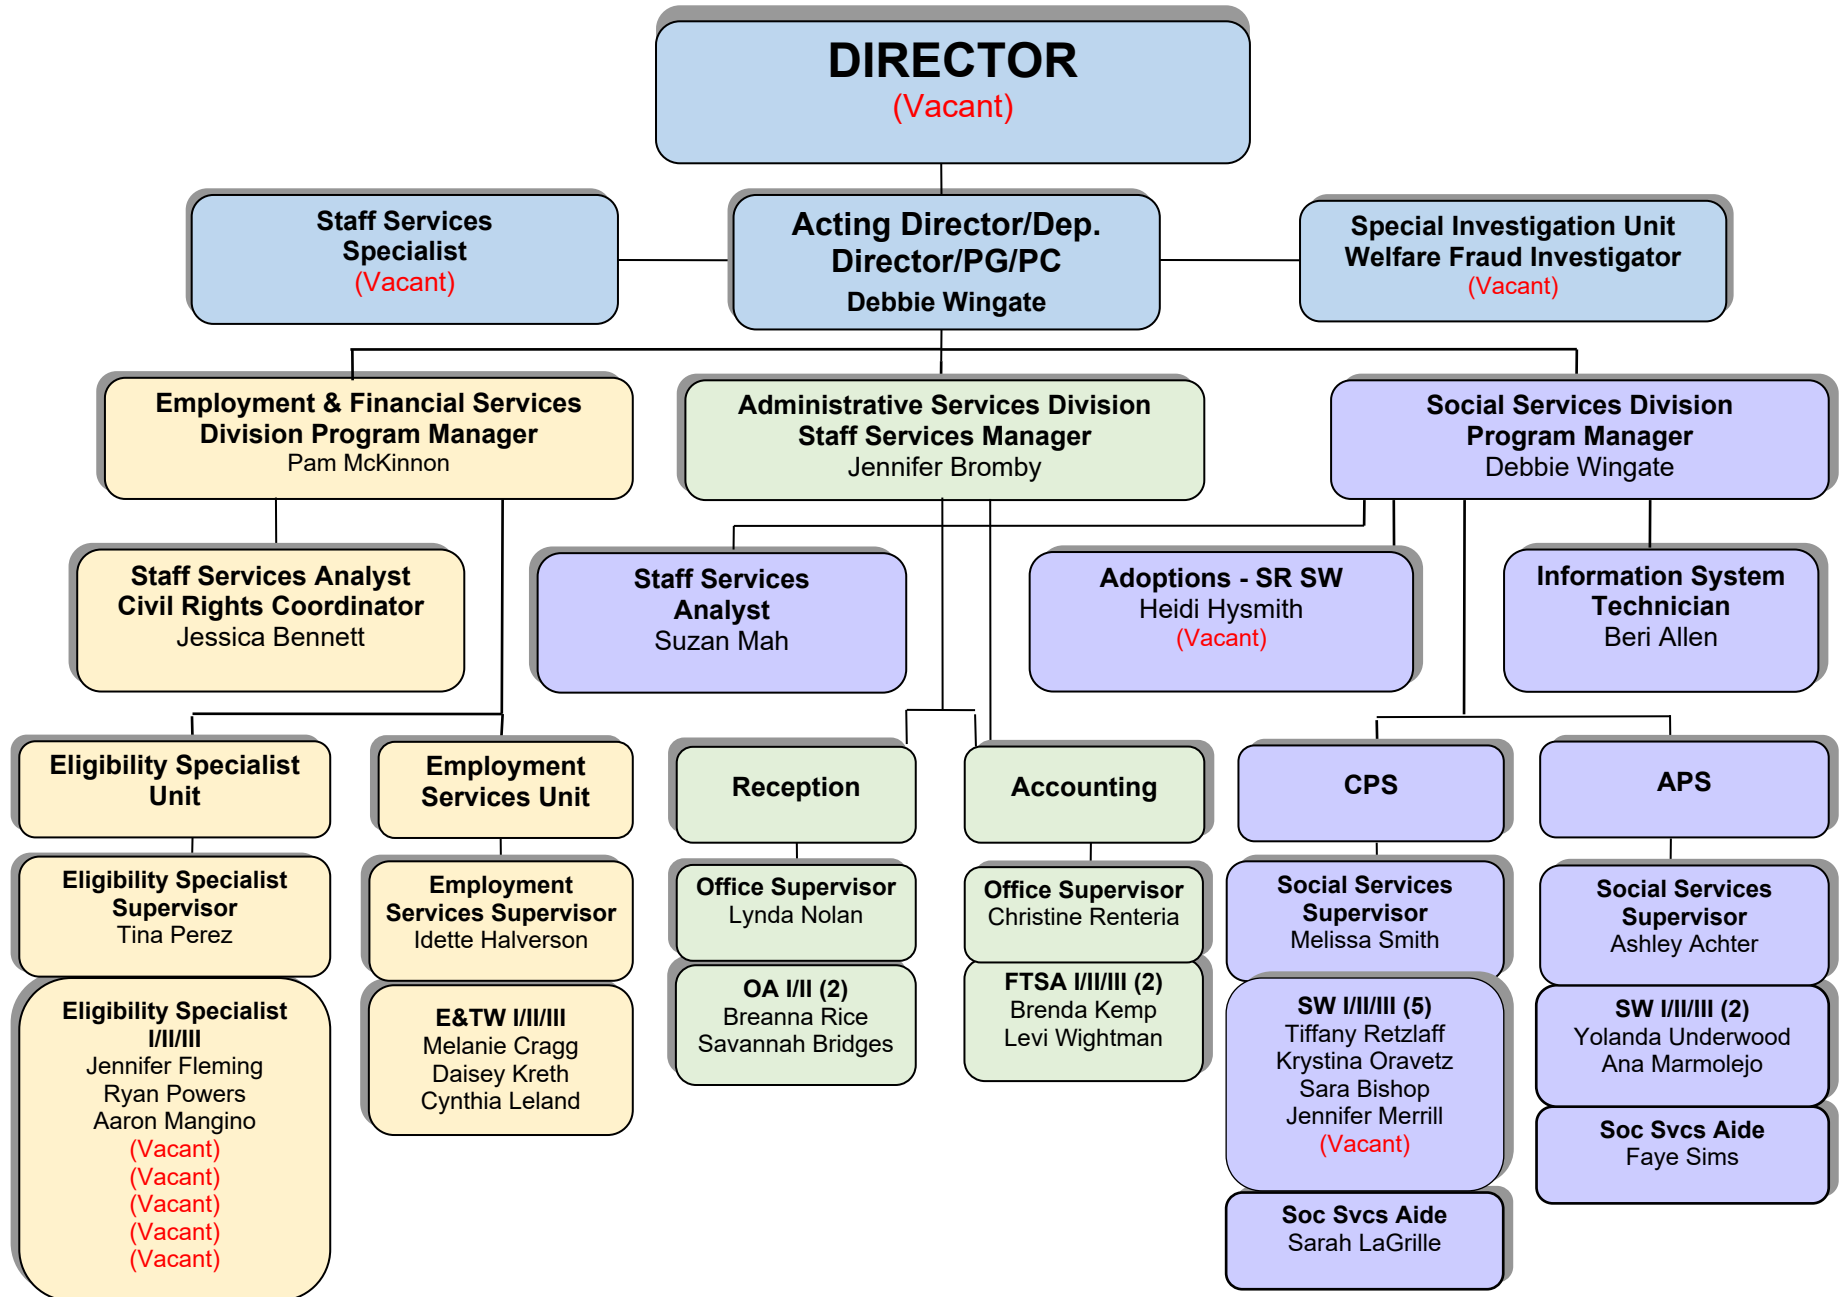 DIRECTOR
(Vacant)
Staff Services
Specialist
(Vacant)
Acting Director/Dep.
Director/PG/PC
Debbie Wingate
Special Investigation Unit
Welfare Fraud Investigator
(Vacant)
Employment & Financial Services
Division Program Manager
Pam McKinnon
Administrative Services Division
Staff Services Manager
Jennifer Bromby
Social Services Division
Program Manager
Debbie Wingate
Staff Services Analyst
Civil Rights Coordinator
Jessica Bennett
Staff Services
Analyst
Suzan Mah
Adoptions - SR SW
Heidi Hysmith
(Vacant)
Information System
Technician
Beri Allen
Eligibility Specialist
Unit
Employment
Services Unit
Reception
Accounting
CPS
APS
Eligibility Specialist
Supervisor
Tina Perez
Employment
Services Supervisor
Idette Halverson
Office Supervisor
Lynda Nolan
Office Supervisor
Christine Renteria
Social Services
Supervisor
Melissa Smith
Social Services
Supervisor
Ashley Achter
Eligibility Specialist
I/II/III
Jennifer Fleming
Ryan Powers
Aaron Mangino
(Vacant)
(Vacant)
(Vacant)
(Vacant)
(Vacant)
E&TW I/II/III
Melanie Cragg
Daisey Kreth
Cynthia Leland
OA I/II (2)
Breanna Rice
Savannah Bridges
FTSA I/II/III (2)
Brenda Kemp
Levi Wightman
SW I/II/III (5)
Tiffany Retzlaff
Krystina Oravetz
Sara Bishop
Jennifer Merrill
(Vacant)
SW I/II/III (2)
Yolanda Underwood
Ana Marmolejo
Soc Svcs Aide
Sarah LaGrille
Soc Svcs Aide
Faye Sims